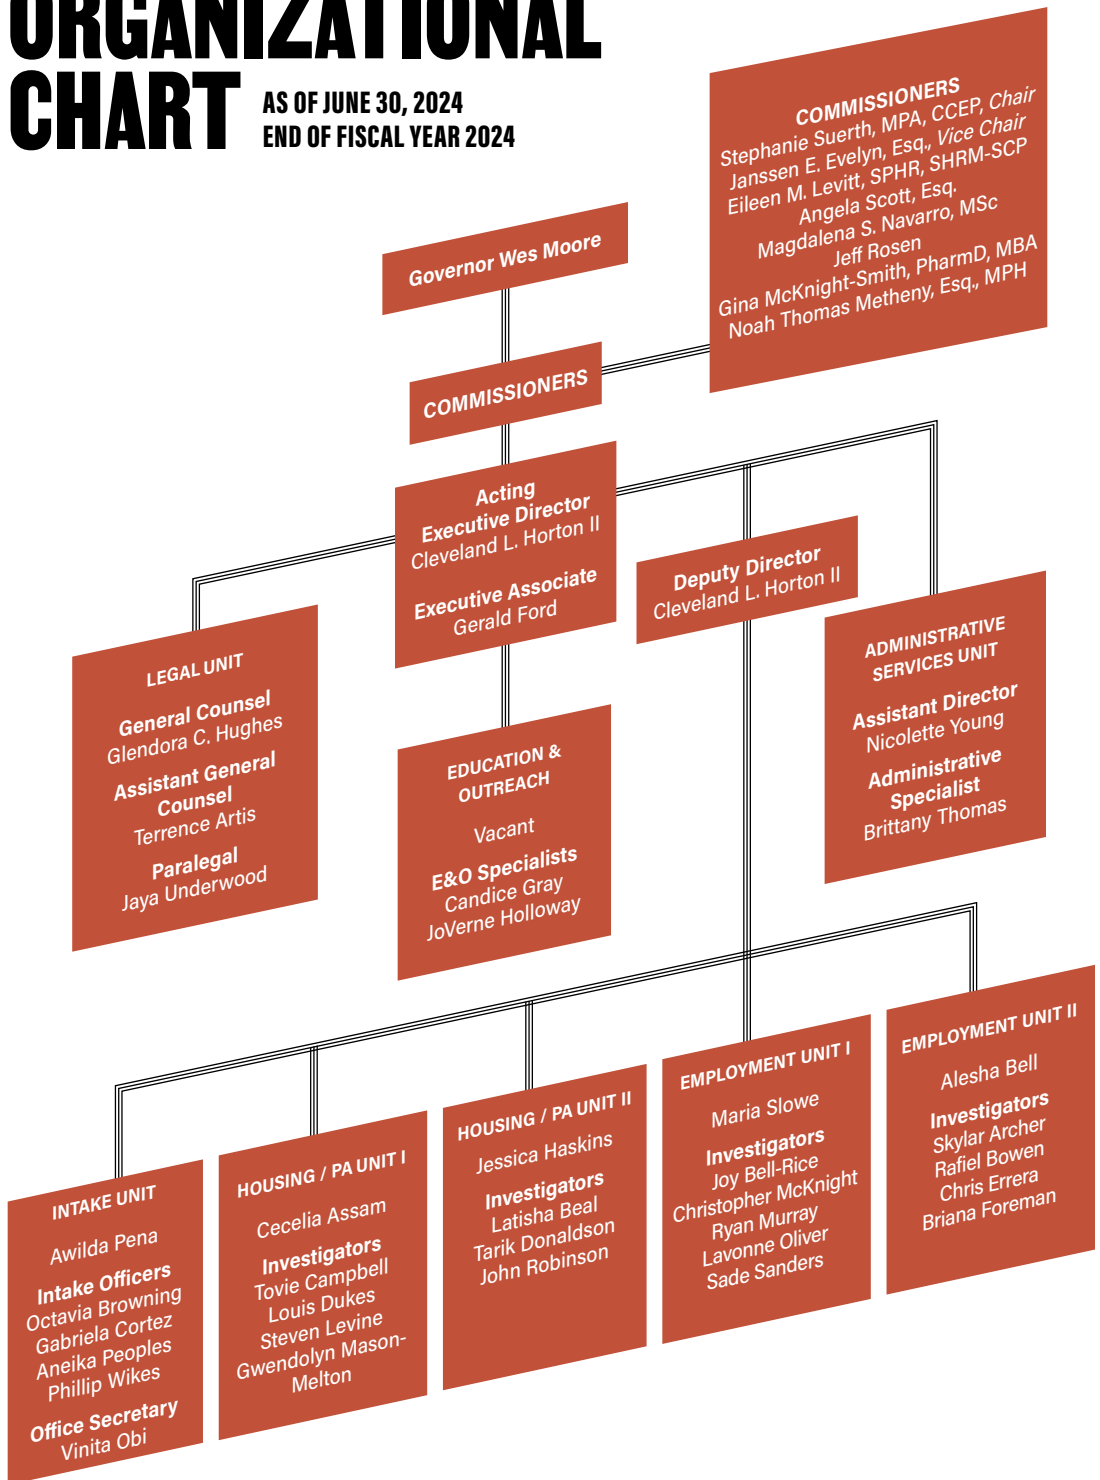 ORGANIZATIONAL
CHART
AS OF JUNE 30, 2024
END OF FISCAL YEAR 2024
COMMISSIONERS
Stephanie Suerth, MPA, CCEP, Chair
Janssen E. Evelyn, Esq., Vice Chair
Eileen M. Levitt, SPHR, SHRM-SCP
Angela Scott, Esq.
Magdalena S. Navarro, MSc
Jeff Rosen
Gina McKnight-Smith, PharmD, MBA
Noah Thomas Metheny, Esq., MPH
Governor Wes Moore
COMMISSIONERS
Acting
Executive Director
Cleveland L. Horton II
Executive Associate
Gerald Ford
Deputy Director
Cleveland L. Horton II
ADMINISTRATIVE
SERVICES UNIT
Assistant Director
Nicolette Young
Administrative
Specialist
Brittany Thomas
LEGAL UNIT
General Counsel
Glendora C. Hughes
Assistant General
Counsel
Terrence Artis
Paralegal
Jaya Underwood
EDUCATION &
OUTREACH
Vacant
E&O Specialists
Candice Gray
JoVerne Holloway
INTAKE UNIT
Awilda Pena
Intake Officers
Octavia Browning
Gabriela Cortez
Aneika Peoples
Phillip Wikes
Office Secretary
Vinita Obi
HOUSING / PA UNIT I
Cecelia Assam
Investigators
Tovie Campbell
Louis Dukes
Steven Levine
Gwendolyn Mason-
Melton
HOUSING / PA UNIT II
Jessica Haskins
Investigators
Latisha Beal
Tarik Donaldson
John Robinson
EMPLOYMENT UNIT I
Maria Slowe
Investigators
Joy Bell-Rice
Christopher McKnight
Ryan Murray
Lavonne Oliver
Sade Sanders
EMPLOYMENT UNIT II
Alesha Bell
Investigators
Skylar Archer
Rafiel Bowen
Chris Errera
Briana Foreman